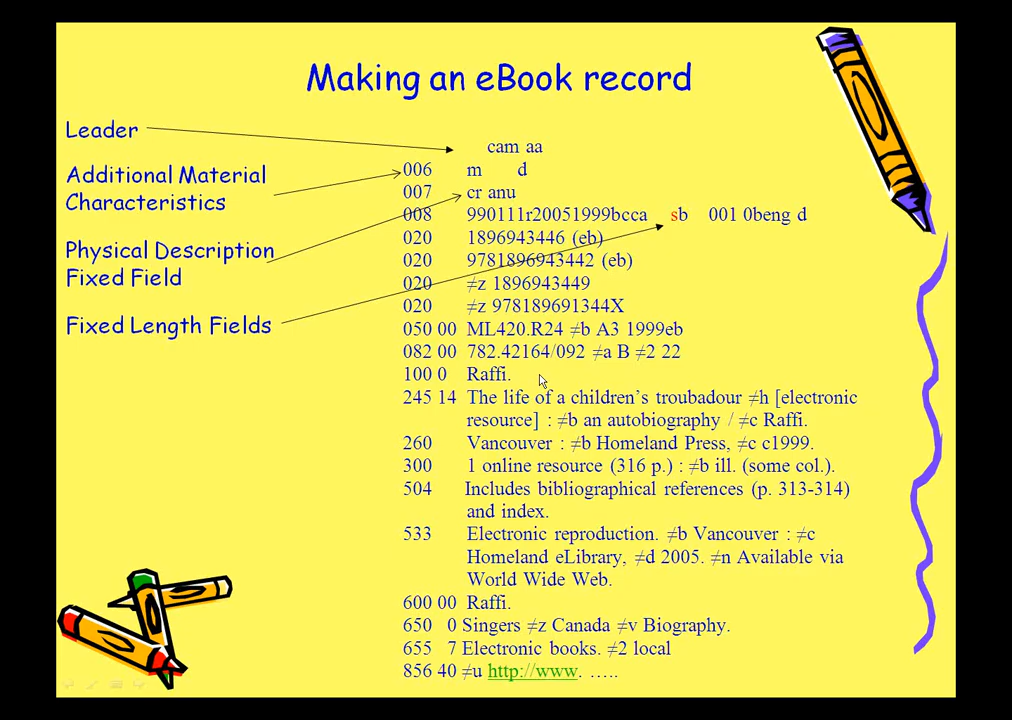 Making an eBook record
Leader
Additional Material
Characteristics
Physical Description
Fixed Field
Fixed Length Fields
cam aa
006 m d
007 cr anu
008 990111r20051999bcca sb 001 0beng d
020 1896943446 (eb)
020 9781896943442 (eb)
020 ≠z 1896943449
020 ≠z 978189691344X
050 00 ML420.R24 ≠b A3 1999eb
082 00 782.42164/092 ≠a B ≠2 22
100 0 Raffi.
245 14 The life of a children's troubadour ≠h [electronic
resource] : ≠b an autobiography / ≠c Raffi.
260 Vancouver : ≠b Homeland Press, ≠c c1999.
300 1 online resource (316 p.) : ≠b ill. (some col.).
504 Includes bibliographical references (p. 313-314)
and index.
533 Electronic reproduction. ≠b Vancouver : ≠c
Homeland eLibrary, ≠d 2005. ≠n Available via
World Wide Web.
600 00 Raffi.
650 0 Singers ≠z Canada ≠v Biography.
655 7 Electronic books. ≠2 local
856 40 ≠u http://www. …..